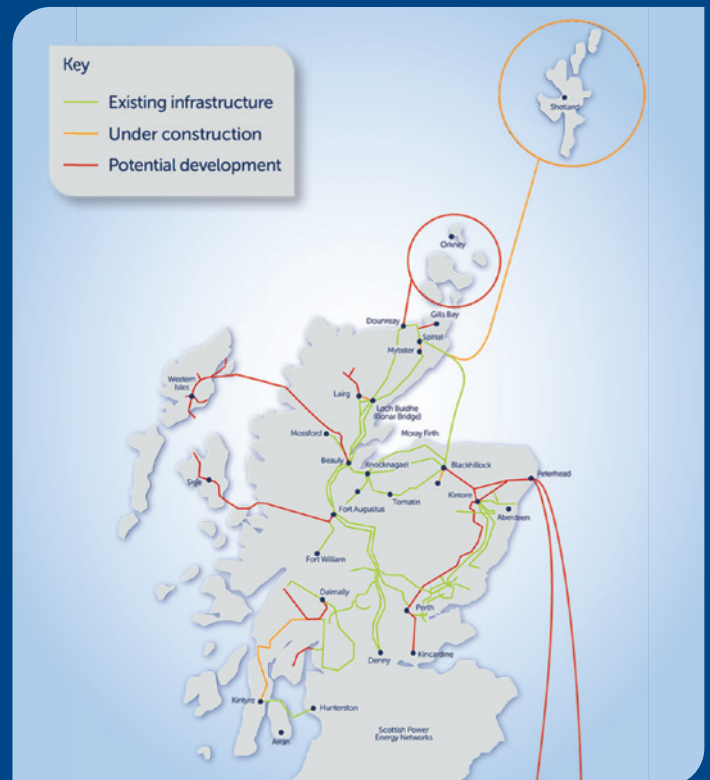 Key
Existing infrastructure
Under construction
Potential development
Shetland
Orkney
Gills Bay
Dounreay
Spittal
Mybster
Western
Isles
Lairg
Loch Buidhe
(Bonar Bridge)
Mossford
Moray Firth
Beauly
Knocknagael
Blackhillock
Peterhead
Skye
Kintore
Tomatin
Fort Augustus
Aberdeen
Fort William
Dalmally
Perth
Denny
Kincardine
Kintyre
Hunterston
Arran
Scottish Power
Energy Networks